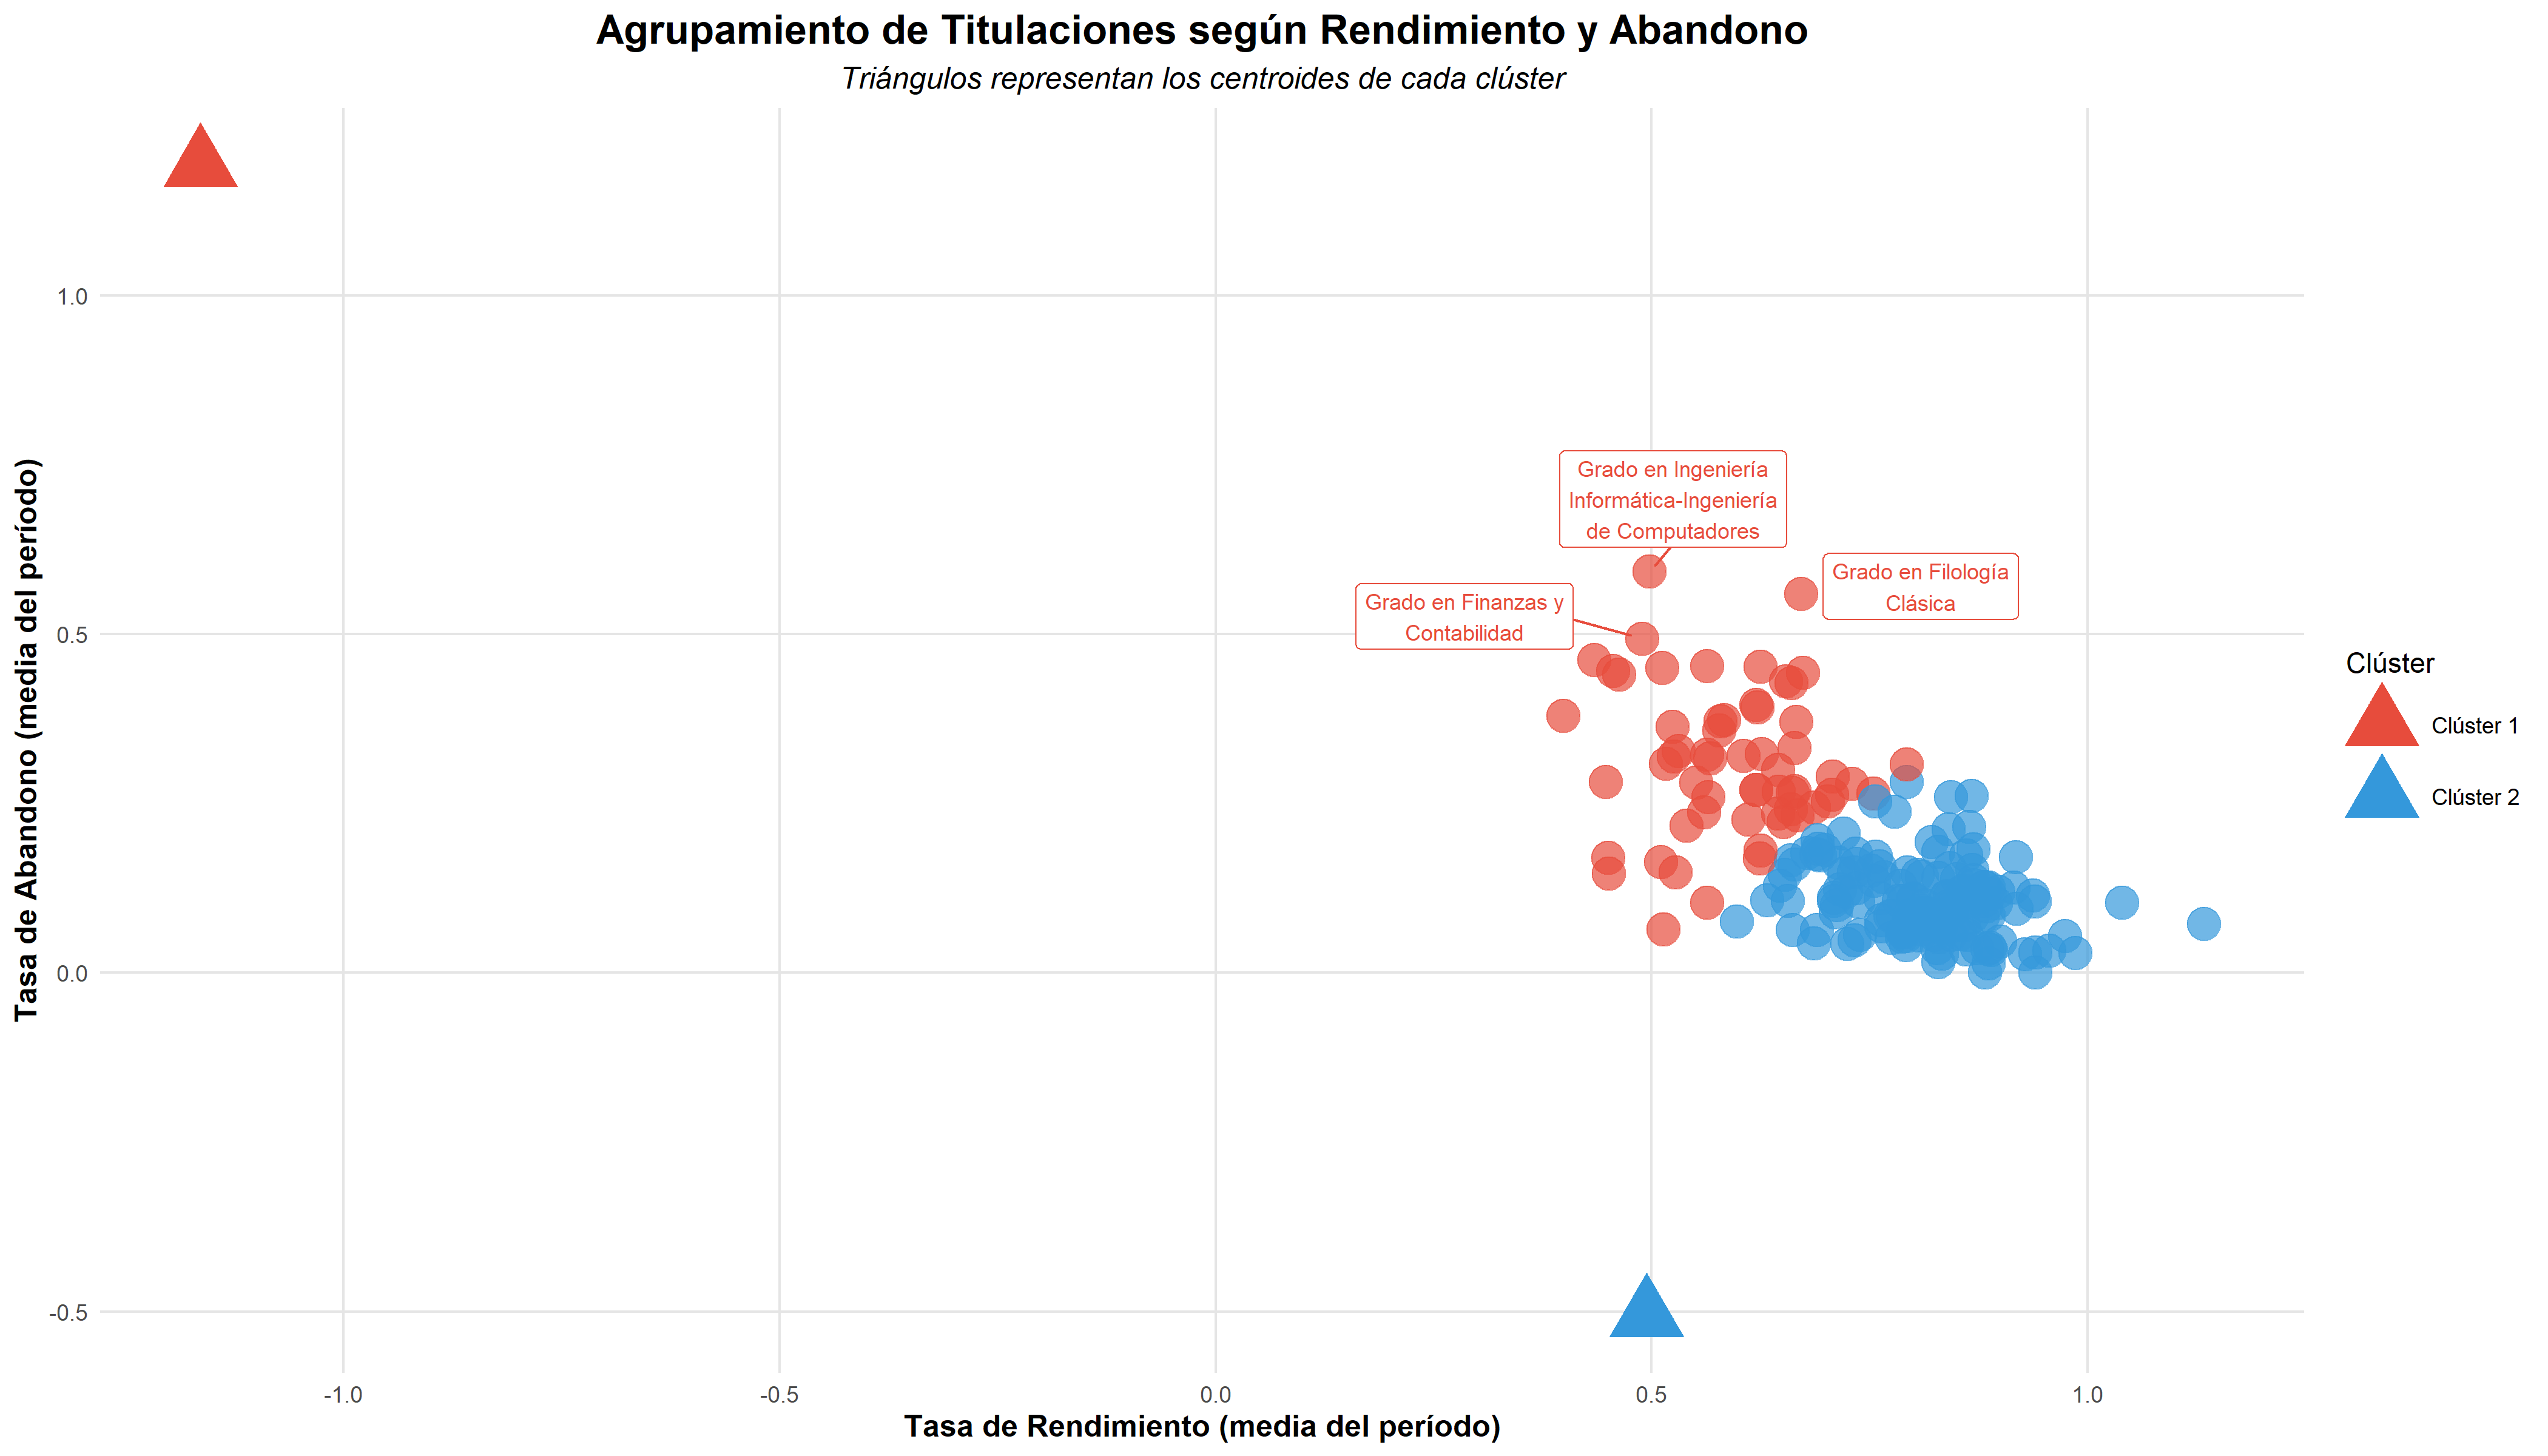 Agrupamiento de Titulaciones según Rendimiento y Abandono
Triángulos representan los centroides de cada clúster
Tasa de Abandono (media del período)
1.0
0.5
0.0
-0.5
Grado en Ingeniería
Informática-Ingeniería
de Computadores
Grado en Filología
Clásica
Grado en Finanzas y
Contabilidad
Clúster
Clúster 1
Clúster 2
-1.0
-0.5
0.0
0.5
1.0
Tasa de Rendimiento (media del período)